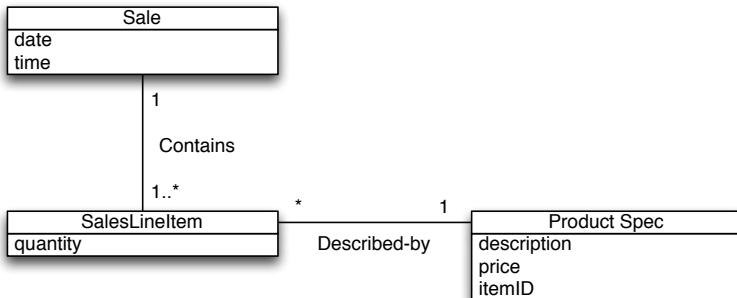 Sale
date
time
1
Contains
1..*
SalesLineItem
quantity
*
1
Described-by
Product Spec
description
price
itemID